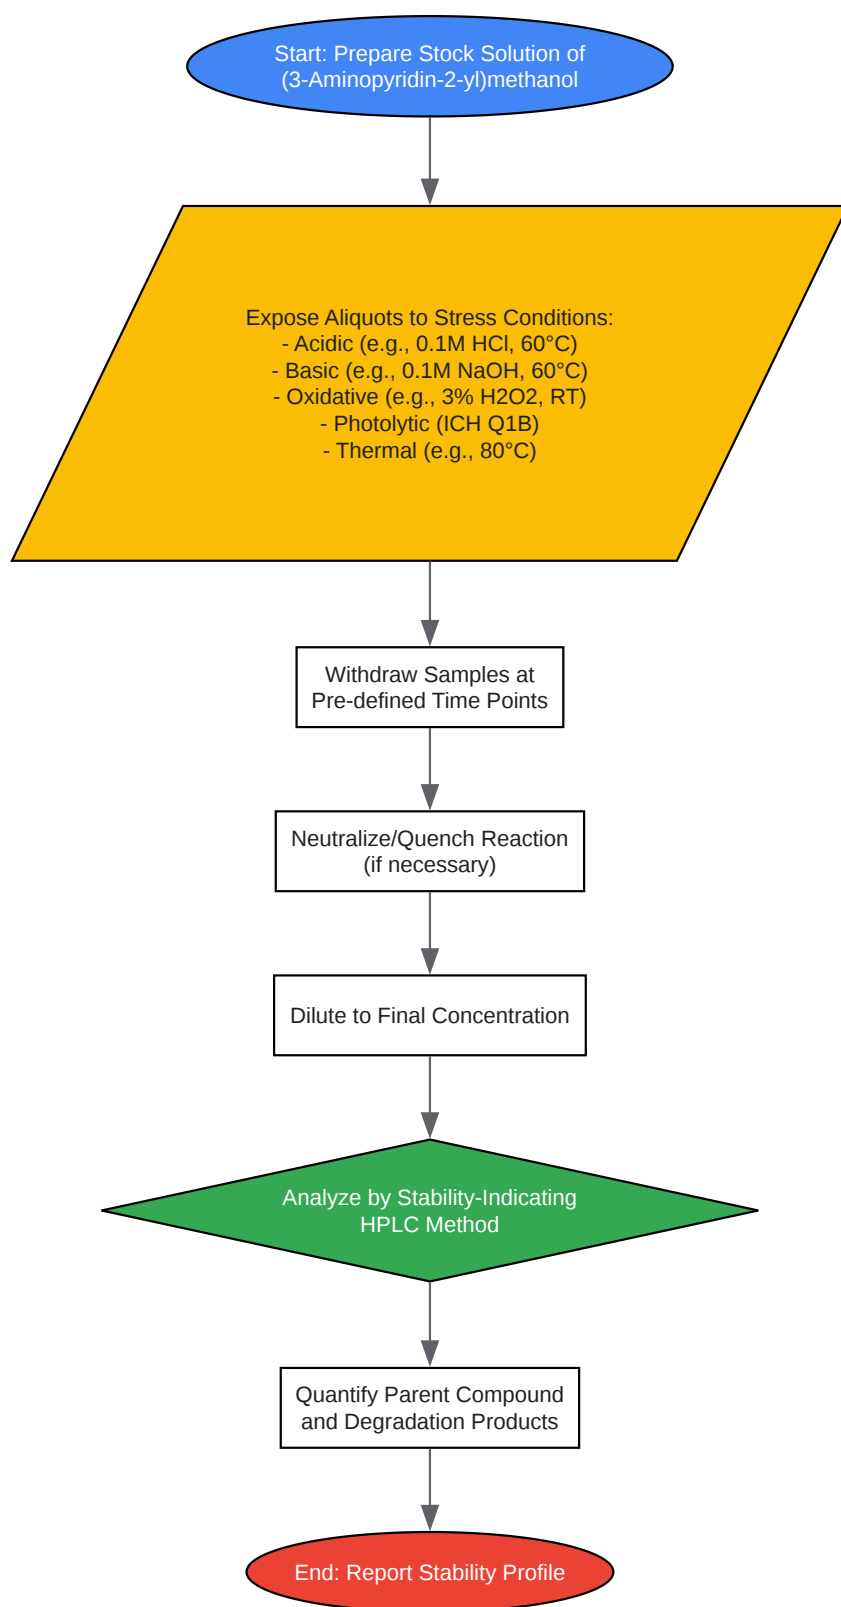 Start: Prepare Stock Solution of
(3-Aminopyridin-2-yl)methanol
Expose Aliquots to Stress Conditions:
- Acidic (e.g., 0.1M HCl, 60°C)
- Basic (e.g., 0.1M NaOH, 60°C)
- Oxidative (e.g., 3% H2O2, RT)
- Photolytic (ICH Q1B)
- Thermal (e.g., 80°C)
Withdraw Samples at
Pre-defined Time Points
Neutralize/Quench Reaction
(if necessary)
Dilute to Final Concentration
Analyze by Stability-Indicating
HPLC Method
Quantify Parent Compound
and Degradation Products
End: Report Stability Profile